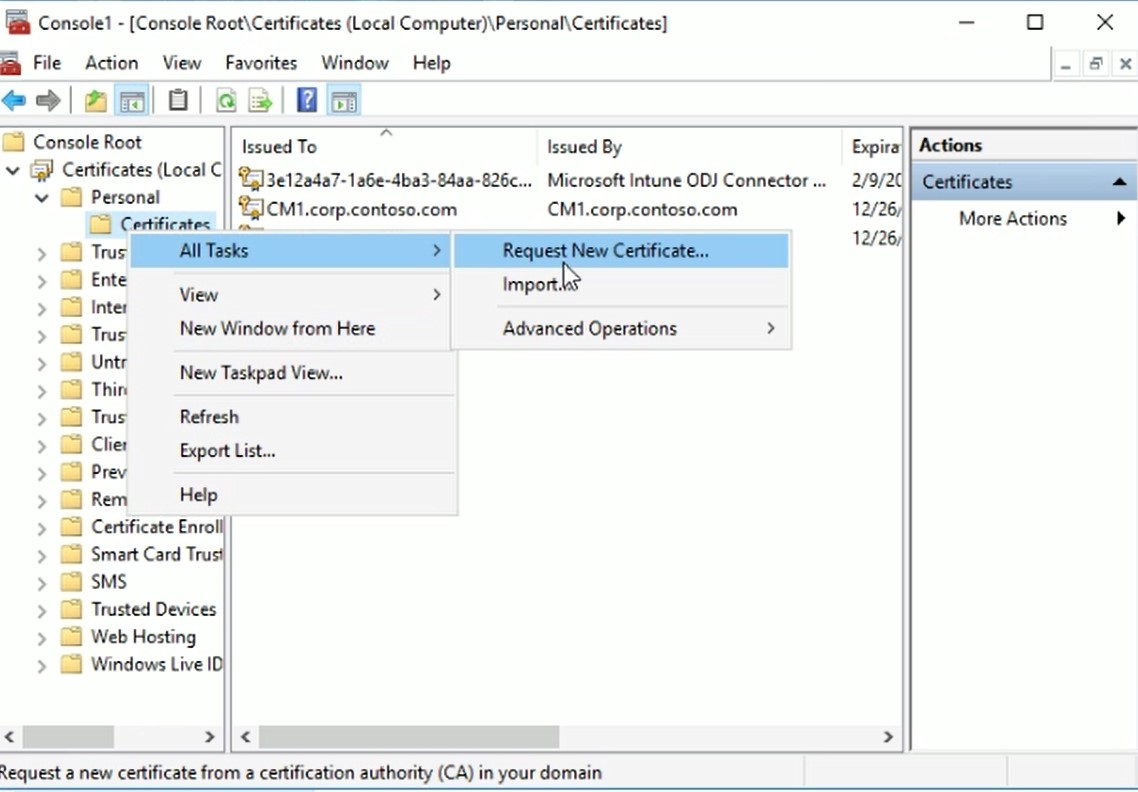 Console1 - [Console Root\Certificates (Local Computer)\Personal\Certificates]
File Action View Favorites Window Help
Console Root
Certificates (Local C
Personal
Certificates
Trus
Ente
Inter
Trus
Untr
Thir
Trus
Clier
Prev
Rem
Certificate Enroll
Smart Card Trust
SMS
Trusted Devices
Web Hosting
Windows Live ID
Issued To Issued By Expira
3e12a4a7-1a6e-4ba3-84aa-826c... Microsoft Intune ODJ Connector ... 2/9/20
CM1.corp.contoso.com CM1.corp.contoso.com 12/26/
12/26/
All Tasks
View
New Window from Here
New Taskpad View...
Refresh
Export List...
Help
Request New Certificate...
Import...
Advanced Operations
Actions
Certificates
More Actions
Request a new certificate from a certification authority (CA) in your domain